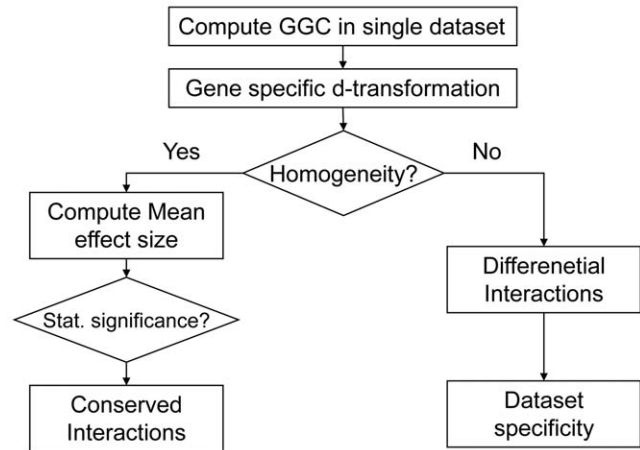 Compute GGC in single dataset
Gene specific d-transformation
Yes
No
Homogeneity?
Compute Mean
effect size
Differenetial
Interactions
Stat. significance?
Conserved
Interactions
Dataset
specificity